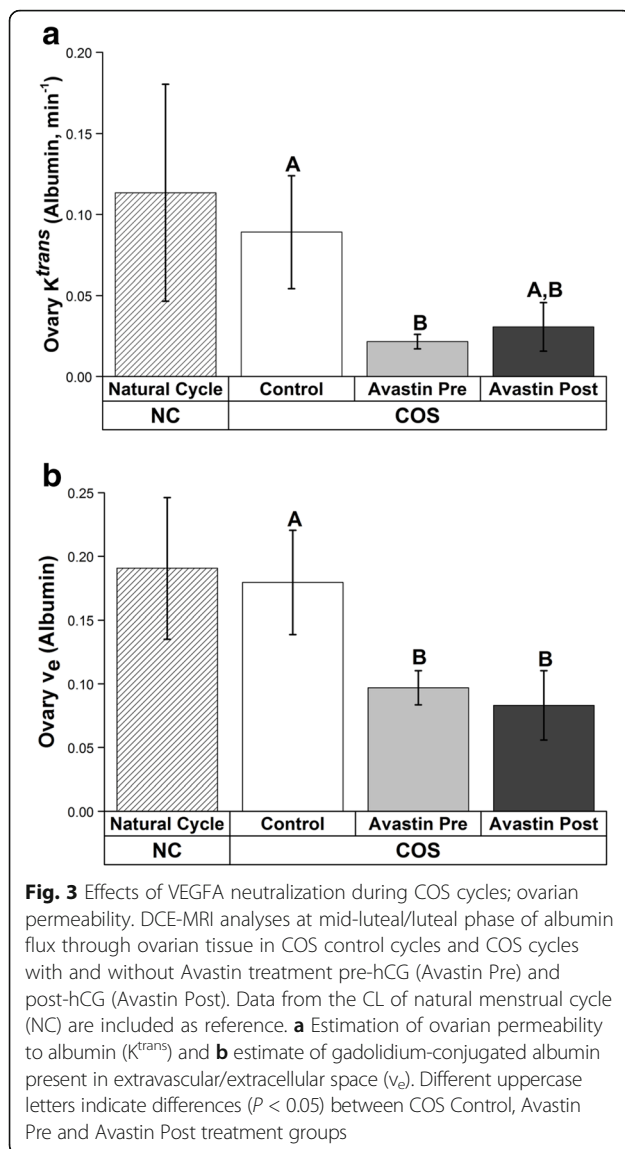 a
Ovary K^trans (Albumin, min⁻¹)
0.20
0.15
0.10
0.05
0.00
A
B
A,B
Natural Cycle Control Avastin Pre Avastin Post
NC COS
b
Ovary vₑ (Albumin)
0.25
0.20
0.15
0.10
0.05
0.00
A
B
B
Natural Cycle Control Avastin Pre Avastin Post
NC COS
Fig. 3 Effects of VEGFA neutralization during COS cycles; ovarian
permeability. DCE-MRI analyses at mid-luteal/luteal phase of albumin
flux through ovarian tissue in COS control cycles and COS cycles
with and without Avastin treatment pre-hCG (Avastin Pre) and
post-hCG (Avastin Post). Data from the CL of natural menstrual cycle
(NC) are included as reference. a Estimation of ovarian permeability
to albumin (K^trans) and b estimate of gadolidium-conjugated albumin
present in extravascular/extracellular space (vₑ). Different uppercase
letters indicate differences (P < 0.05) between COS Control, Avastin
Pre and Avastin Post treatment groups